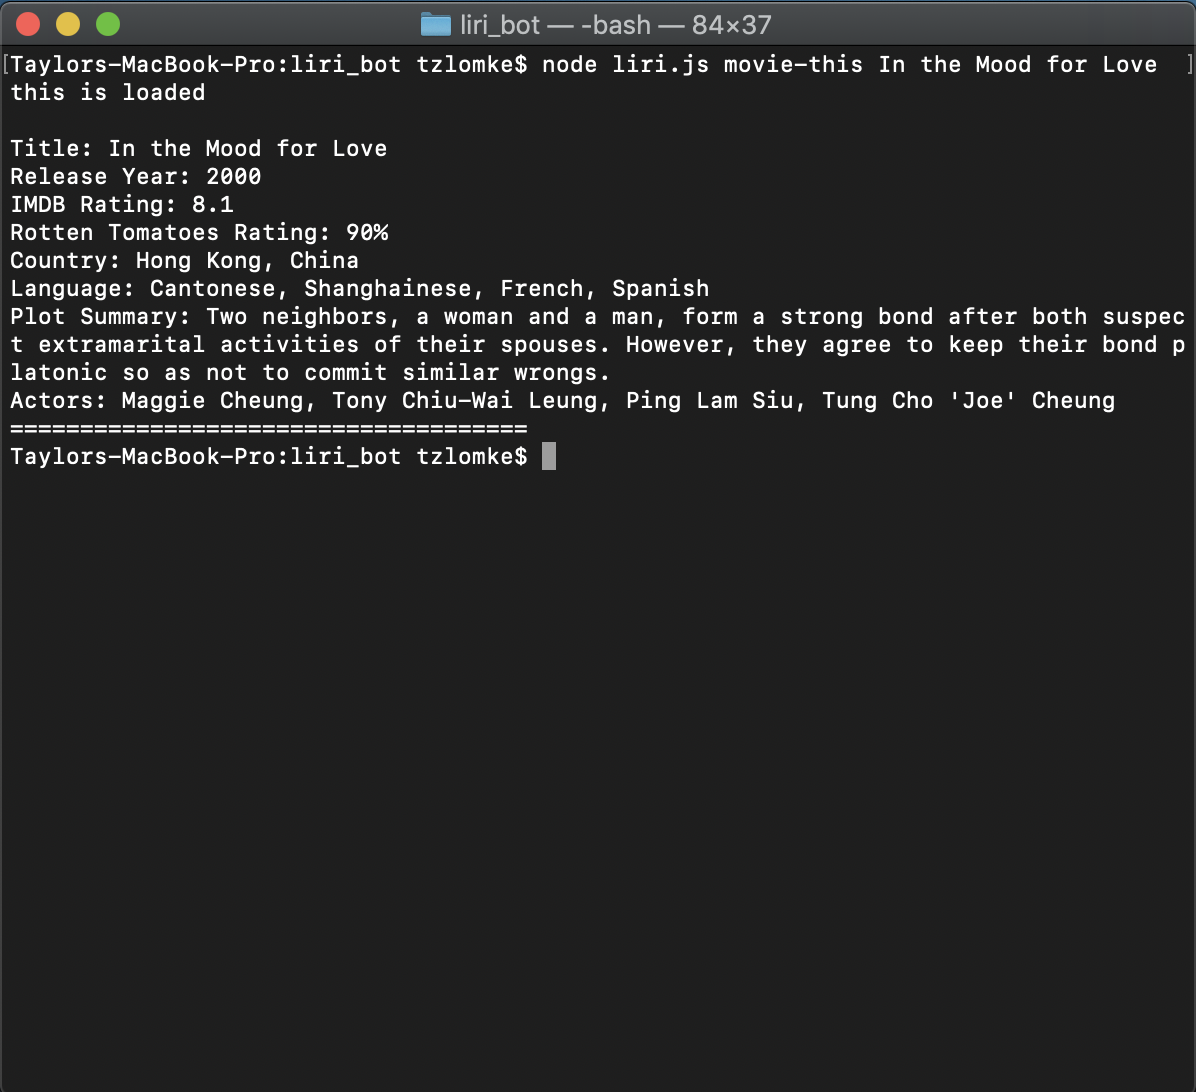 liri_bot — -bash — 84×37
[Taylors-MacBook-Pro:liri_bot tzlomke$ node liri.js movie-this In the Mood for Love ]
this is loaded
Title: In the Mood for Love
Release Year: 2000
IMDB Rating: 8.1
Rotten Tomatoes Rating: 90%
Country: Hong Kong, China
Language: Cantonese, Shanghainese, French, Spanish
Plot Summary: Two neighbors, a woman and a man, form a strong bond after both suspec
t extramarital activities of their spouses. However, they agree to keep their bond p
latonic so as not to commit similar wrongs.
Actors: Maggie Cheung, Tony Chiu-Wai Leung, Ping Lam Siu, Tung Cho 'Joe' Cheung
=====================================
Taylors-MacBook-Pro:liri_bot tzlomke$